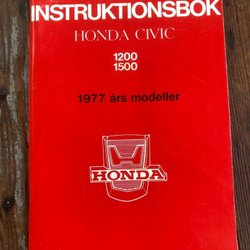 INSTRUKTIONSBOK
HONDA CIVIC
1200
1500
1977 års modeller
HONDA